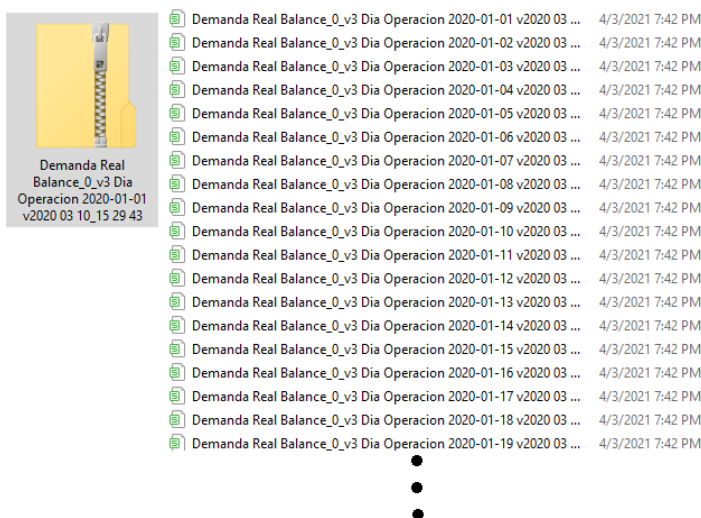 Demanda Real
Balance_0_v3 Dia
Operacion 2020-01-01
v2020 03 10_15 29 43
Demanda Real Balance_0_v3 Dia Operacion 2020-01-01 v2020 03 ... 4/3/2021 7:42 PM
Demanda Real Balance_0_v3 Dia Operacion 2020-01-02 v2020 03 ... 4/3/2021 7:42 PM
Demanda Real Balance_0_v3 Dia Operacion 2020-01-03 v2020 03 ... 4/3/2021 7:42 PM
Demanda Real Balance_0_v3 Dia Operacion 2020-01-04 v2020 03 ... 4/3/2021 7:42 PM
Demanda Real Balance_0_v3 Dia Operacion 2020-01-05 v2020 03 ... 4/3/2021 7:42 PM
Demanda Real Balance_0_v3 Dia Operacion 2020-01-06 v2020 03 ... 4/3/2021 7:42 PM
Demanda Real Balance_0_v3 Dia Operacion 2020-01-07 v2020 03 ... 4/3/2021 7:42 PM
Demanda Real Balance_0_v3 Dia Operacion 2020-01-08 v2020 03 ... 4/3/2021 7:42 PM
Demanda Real Balance_0_v3 Dia Operacion 2020-01-09 v2020 03 ... 4/3/2021 7:42 PM
Demanda Real Balance_0_v3 Dia Operacion 2020-01-10 v2020 03 ... 4/3/2021 7:42 PM
Demanda Real Balance_0_v3 Dia Operacion 2020-01-11 v2020 03 ... 4/3/2021 7:42 PM
Demanda Real Balance_0_v3 Dia Operacion 2020-01-12 v2020 03 ... 4/3/2021 7:42 PM
Demanda Real Balance_0_v3 Dia Operacion 2020-01-13 v2020 03 ... 4/3/2021 7:42 PM
Demanda Real Balance_0_v3 Dia Operacion 2020-01-14 v2020 03 ... 4/3/2021 7:42 PM
Demanda Real Balance_0_v3 Dia Operacion 2020-01-15 v2020 03 ... 4/3/2021 7:42 PM
Demanda Real Balance_0_v3 Dia Operacion 2020-01-16 v2020 03 ... 4/3/2021 7:42 PM
Demanda Real Balance_0_v3 Dia Operacion 2020-01-17 v2020 03 ... 4/3/2021 7:42 PM
Demanda Real Balance_0_v3 Dia Operacion 2020-01-18 v2020 03 ... 4/3/2021 7:42 PM
Demanda Real Balance_0_v3 Dia Operacion 2020-01-19 v2020 03 ... 4/3/2021 7:42 PM